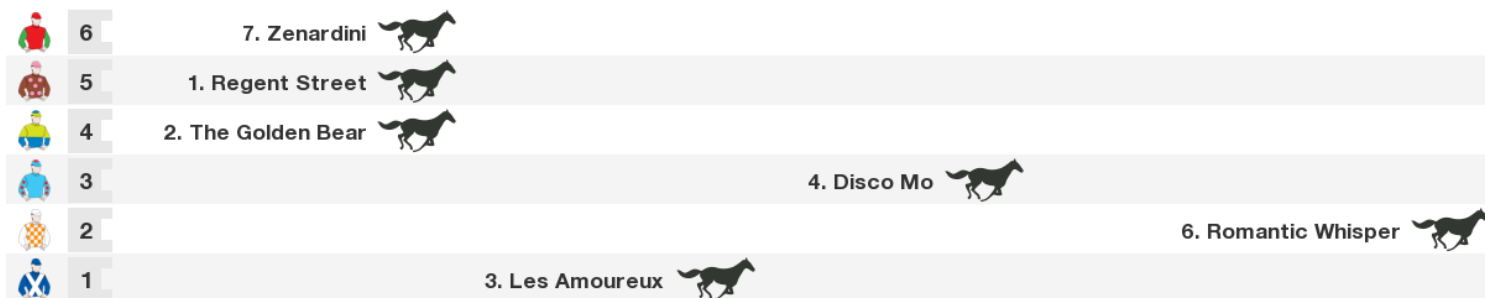 6 7. Zenardini
5 1. Regent Street
4 2. The Golden Bear
3 4. Disco Mo
2 6. Romantic Whisper
1 3. Les Amoureux